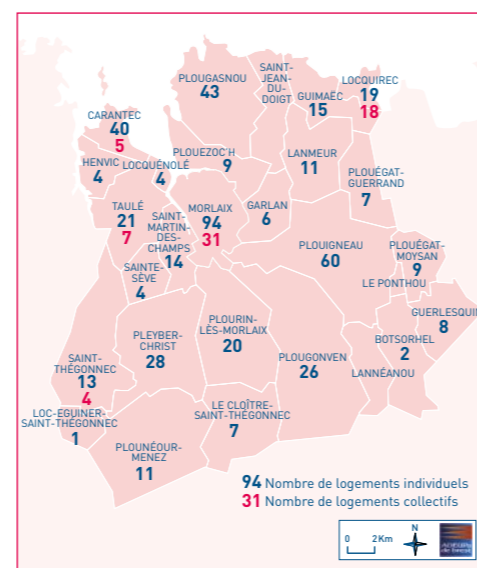 PLOUGASNOU
43
SAINT-
JEAN-
DU-
DOIGT
GUIMAËC
15
LOCQUIREC
19
18
CARANTEC
40
5
HENVIC
4
LOCQUÉNOLÉ
4
PLOUEZOC'H
9
LANMEUR
11
PLOUÉGAT-
GUERRAND
7
TAULÉ
21
7
SAINT-
MARTIN-
DES-
CHAMPS
14
MORLAIX
94
31
GARLAN
6
PLOUIGNEAU
60
PLOUÉGAT-
MOYSAN
9
LE PONTHOU
SAINTE-
SÈVE
4
GUERLESQUIN
8
BOTSORHEL
2
LANNÉANOU
PLEYBER-
CHRIST
28
PLOURIN-
LÈS-MORLAIX
20
PLOUGONVEN
26
SAINT-
THÉGONNEC
13
4
LOC-EGUINER-
SAINT-THÉGONNEC
1
PLOUNÉOUR-
MENEZ
11
LE CLOÎTRE-
SAINT-THÉGONNEC
7
94 Nombre de logements individuels
31 Nombre de logements collectifs
0 2Km
N